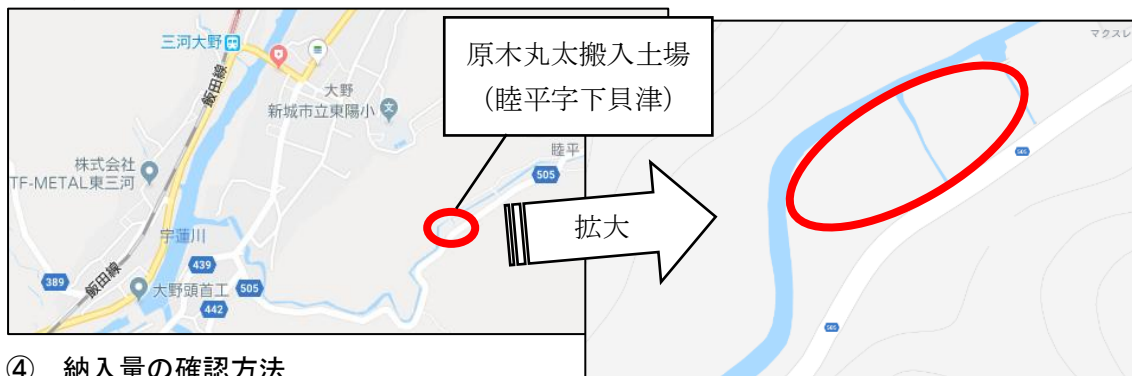 三河大野
飯田線
大野
新城市立東陽小
株式会社
TF-METAL東三河
睦平
505
宇蓮川
439
389
飯田線
大野頭首工
505
442
原木丸太搬入土場
(睦平字下貝津)
拡大
マクスレ
505
505
④ 納入量の確認方法